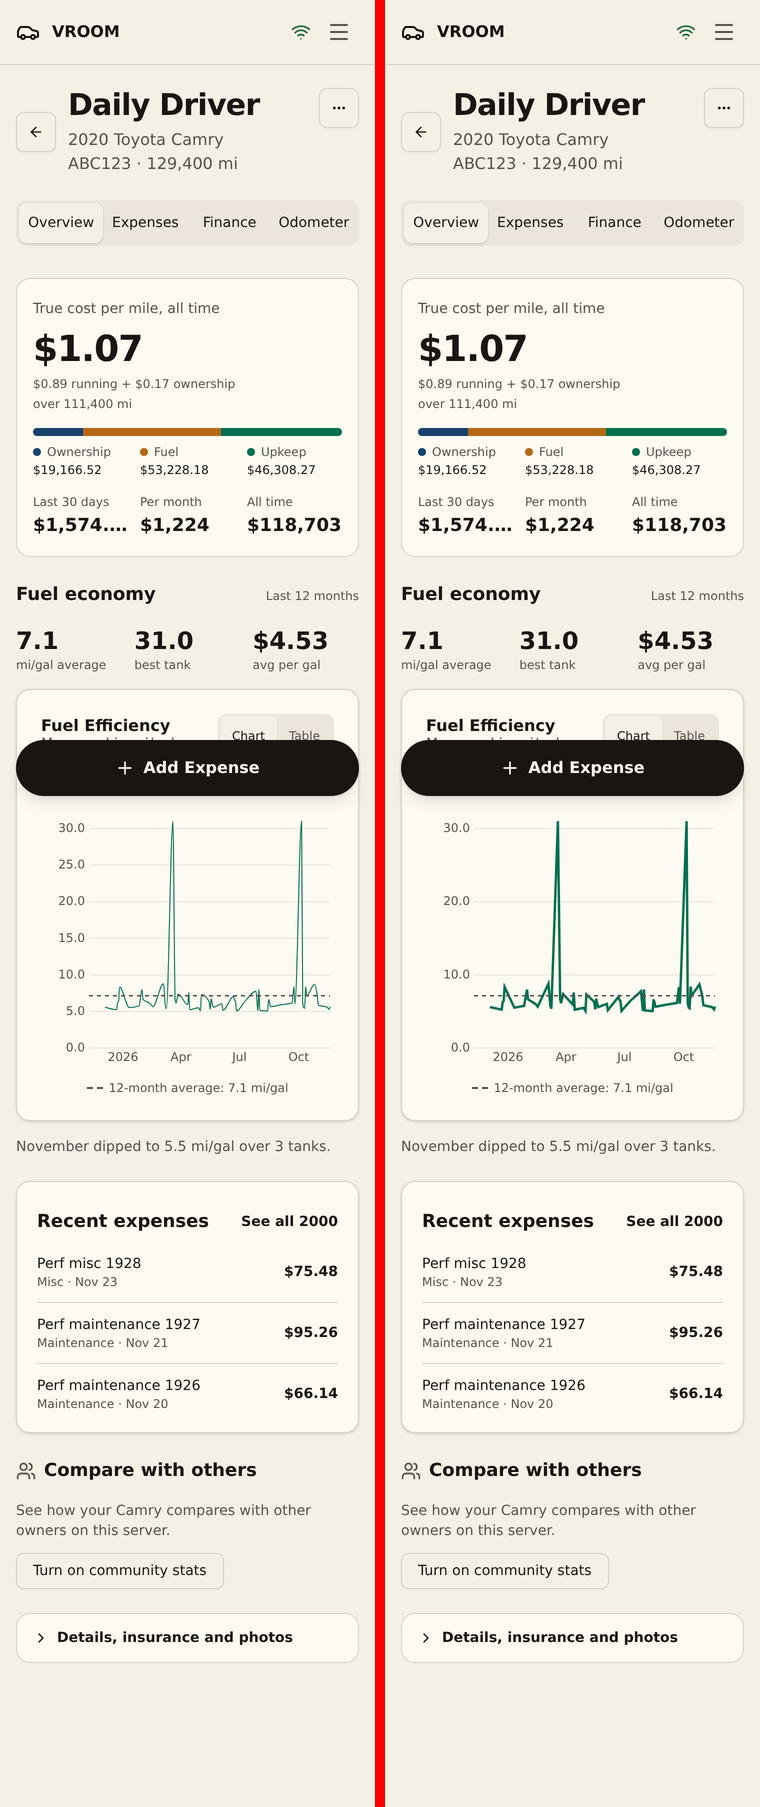 VROOM
Daily Driver
2020 Toyota Camry
ABC123 · 129,400 mi
Overview Expenses Finance Odometer
True cost per mile, all time
$1.07
$0.89 running + $0.17 ownership
over 111,400 mi
Ownership Fuel Upkeep
$19,166.52 $53,228.18 $46,308.27
Last 30 days Per month All time
$1,574.... $1,224 $118,703
Fuel economy Last 12 months
7.1 31.0 $4.53
mi/gal average best tank avg per gal
Fuel Efficiency
Chart Table
+ Add Expense
30.0
25.0
20.0
15.0
10.0
5.0
0.0
2026 Apr Jul Oct
12-month average: 7.1 mi/gal
November dipped to 5.5 mi/gal over 3 tanks.
Recent expenses See all 2000
Perf misc 1928
Misc · Nov 23
$75.48
Perf maintenance 1927
Maintenance · Nov 21
$95.26
Perf maintenance 1926
Maintenance · Nov 20
$66.14
Compare with others
See how your Camry compares with other
owners on this server.
Turn on community stats
Details, insurance and photos
VROOM
Daily Driver
2020 Toyota Camry
ABC123 · 129,400 mi
Overview Expenses Finance Odometer
True cost per mile, all time
$1.07
$0.89 running + $0.17 ownership
over 111,400 mi
Ownership Fuel Upkeep
$19,166.52 $53,228.18 $46,308.27
Last 30 days Per month All time
$1,574.... $1,224 $118,703
Fuel economy Last 12 months
7.1 31.0 $4.53
mi/gal average best tank avg per gal
Fuel Efficiency
Chart Table
+ Add Expense
30.0
20.0
10.0
0.0
2026 Apr Jul Oct
12-month average: 7.1 mi/gal
November dipped to 5.5 mi/gal over 3 tanks.
Recent expenses See all 2000
Perf misc 1928
Misc · Nov 23
$75.48
Perf maintenance 1927
Maintenance · Nov 21
$95.26
Perf maintenance 1926
Maintenance · Nov 20
$66.14
Compare with others
See how your Camry compares with other
owners on this server.
Turn on community stats
Details, insurance and photos